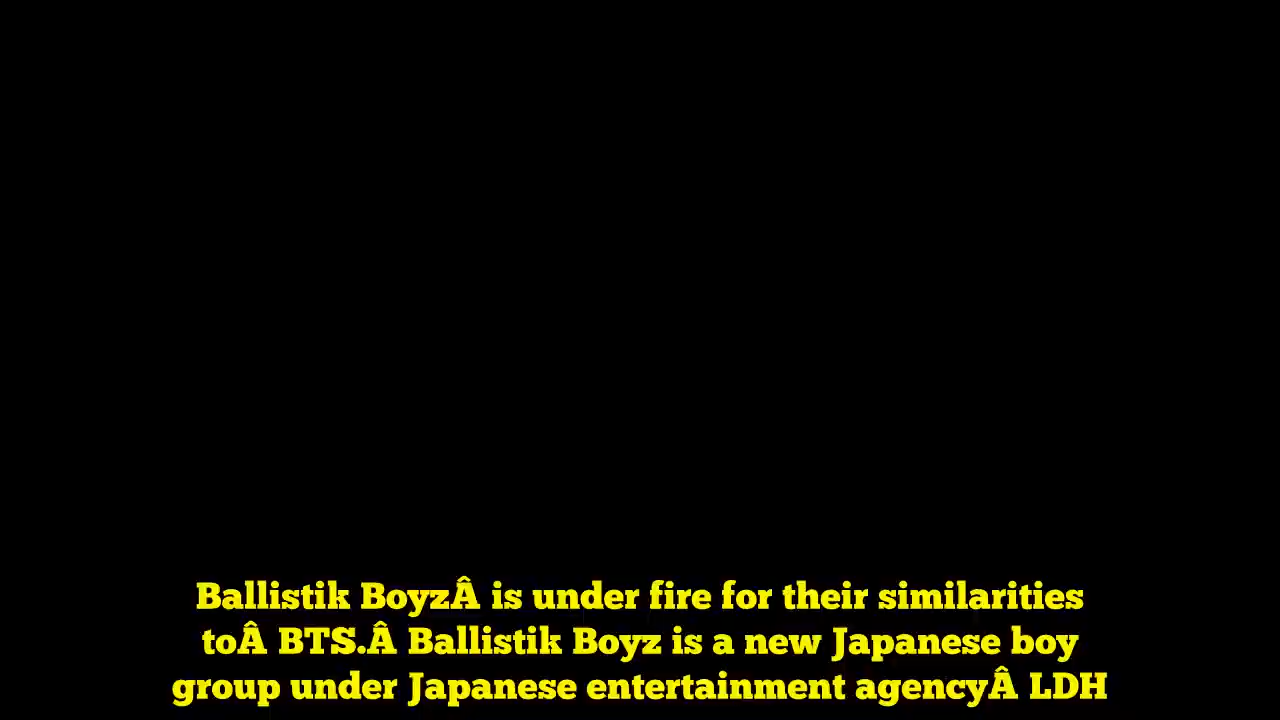 Ballistik BoyzÂ is under fire for their similarities
toÂ BTS.Â Ballistik Boyz is a new Japanese boy
group under Japanese entertainment agencyÂ LDH